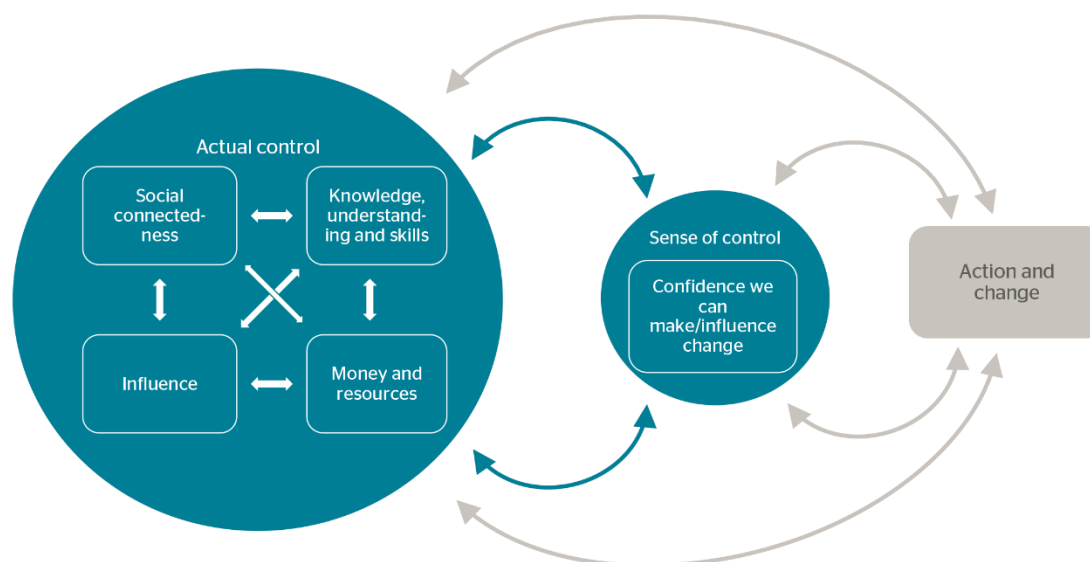 Actual control
Social
connected-
ness
Knowledge,
understand-
ing and skills
Influence
Money and
resources
Sense of control
Confidence we
can
make/influence
change
Action and
change